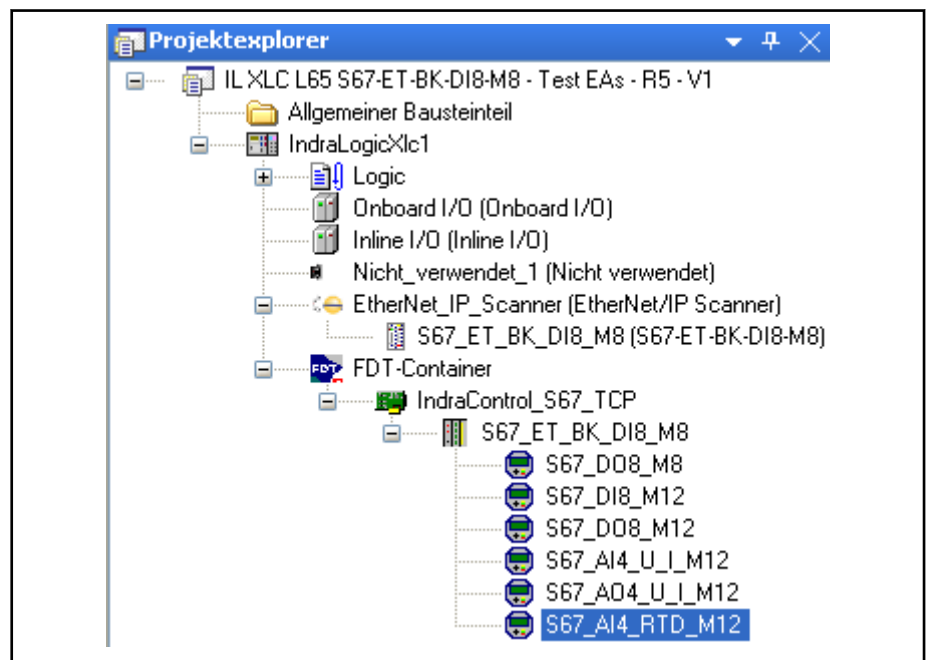 Projektexplorer
IL XLC L65 S67-ET-BK-DI8-M8 - Test EAs - R5 - V1
Allgemeiner Bausteinteil
IndraLogicXlc1
Logic
Onboard I/O (Onboard I/O)
Inline I/O (Inline I/O)
Nicht_verwendet_1 (Nicht verwendet)
EtherNet_IP_Scanner (EtherNet/IP Scanner)
S67_ET_BK_DI8_M8 (S67-ET-BK-DI8-M8)
FDT FDT-Container
IndraControl_S67_TCP
S67_ET_BK_DI8_M8
S67_DO8_M8
S67_DI8_M12
S67_DO8_M12
S67_AI4_U_I_M12
S67_AO4_U_I_M12
S67_AI4_RTD_M12